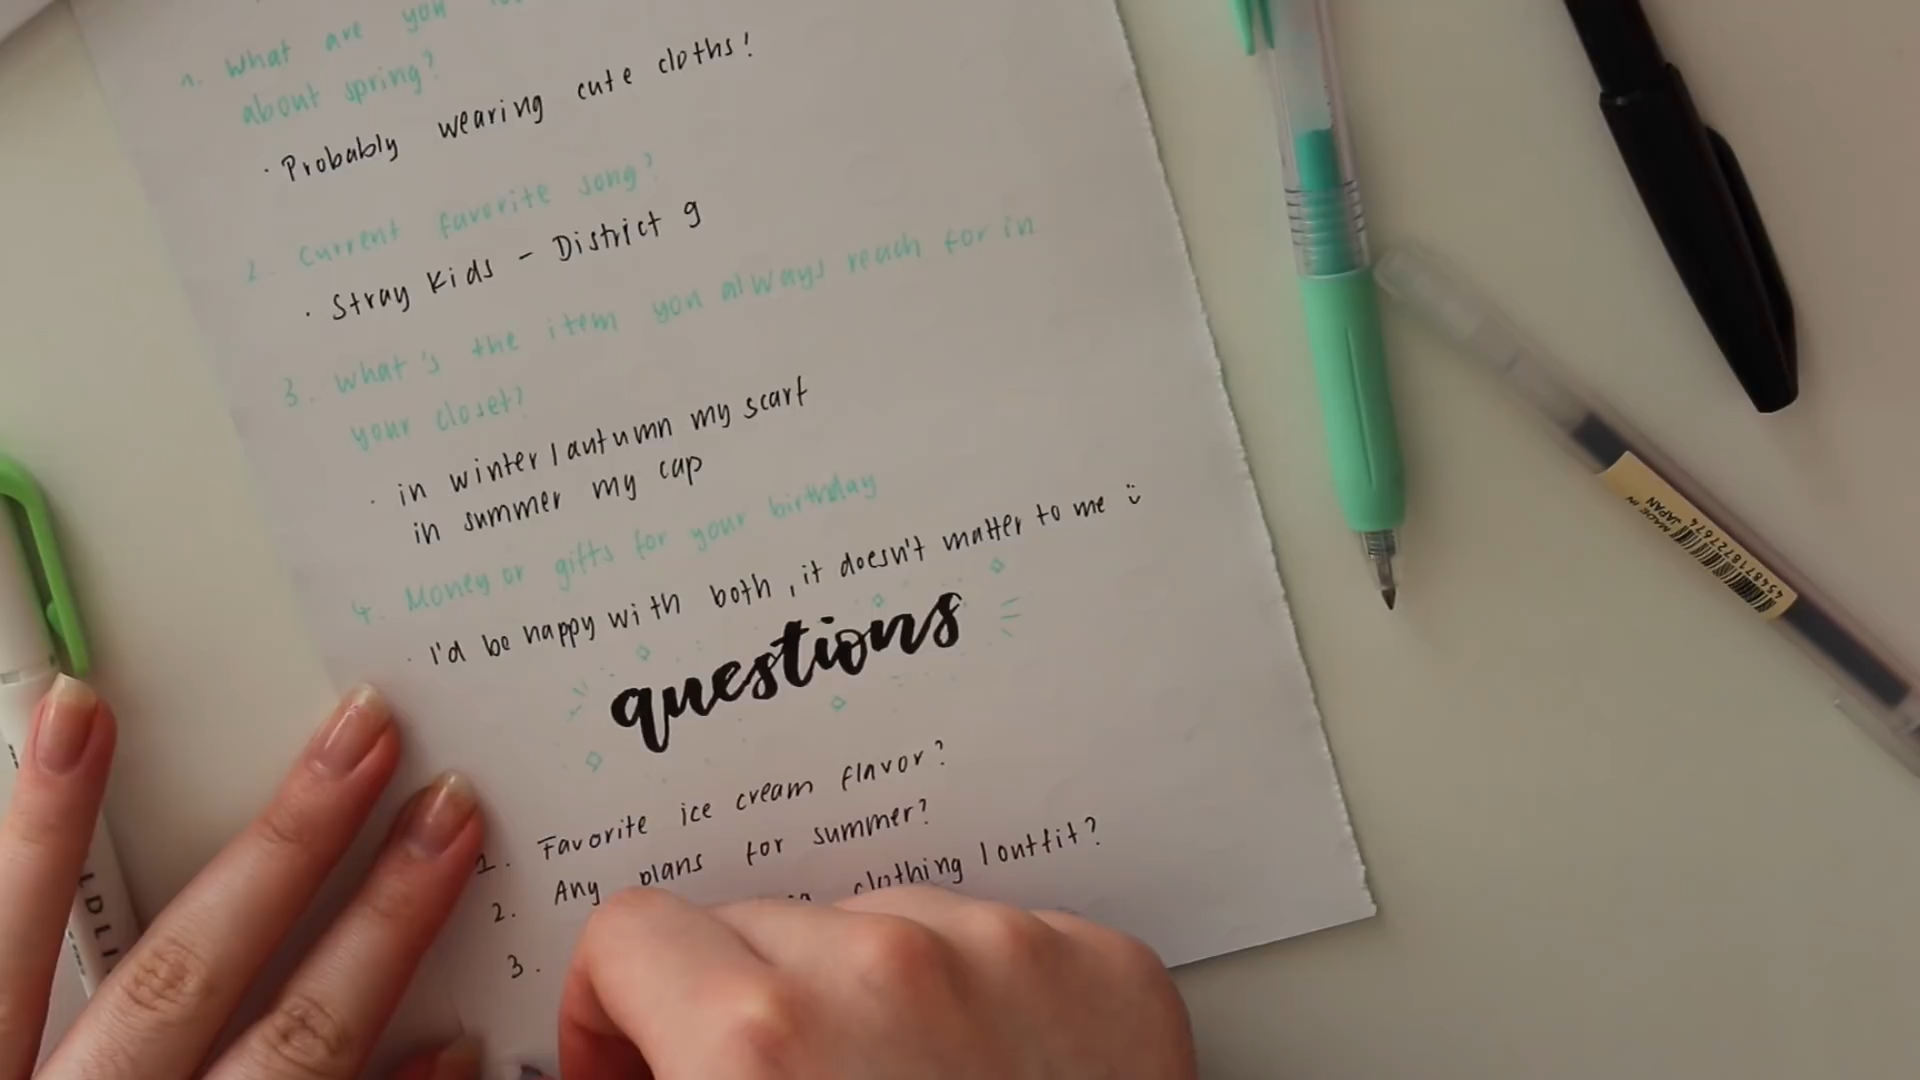 1. What are you
about spring?
· Probably wearing cute cloths!
2. Current favorite song?
· Stray Kids - District 9
3. What's the item you always reach for in
your closet?
· in winter / autumn my scarf
in summer my cap
4. Money or gifts for your birthday
· I'd be happy with both, it doesn't matter to me ü
questions
1. Favorite ice cream flavor?
2. Any plans for summer?
3. clothing / outfit?
MADE IN
JAPAN